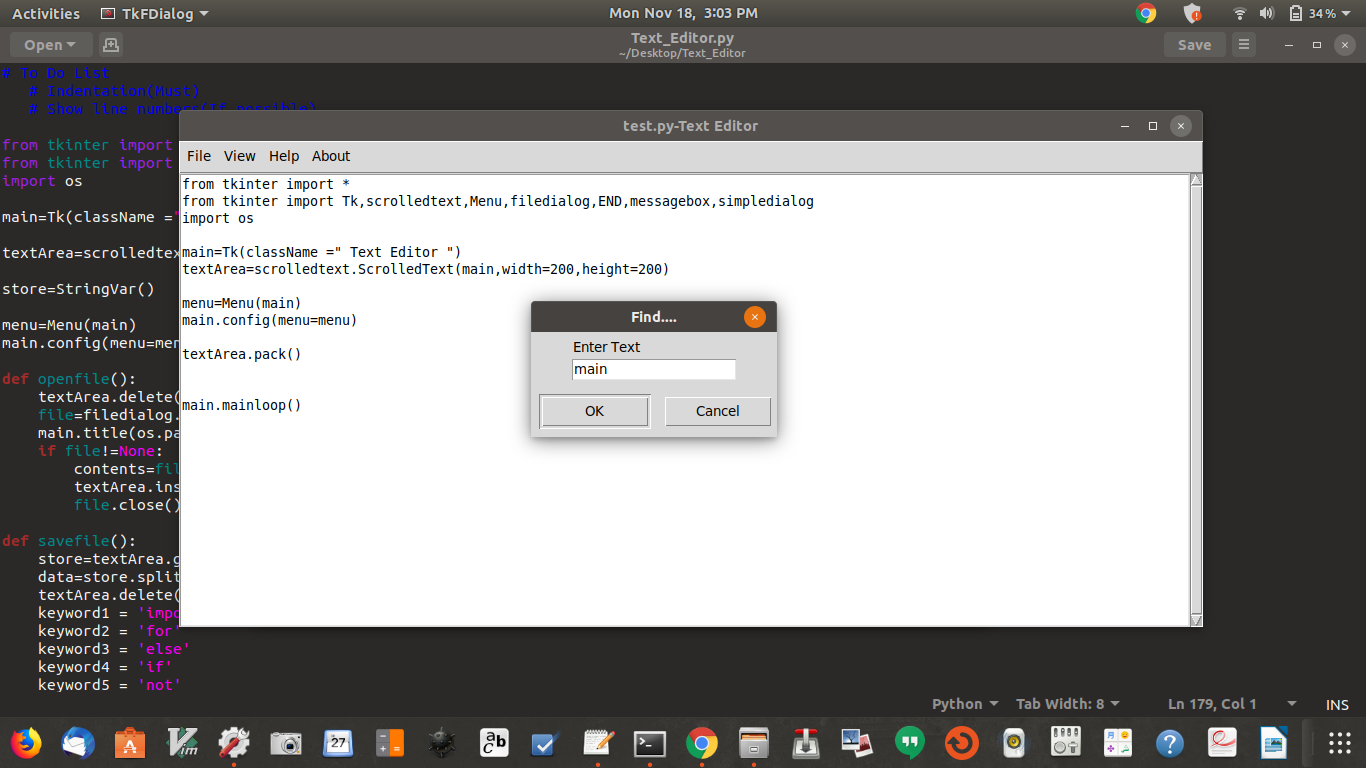 Activities
TkFDialog
Mon Nov 18, 3:03 PM
34%
Open
Text_Editor.py
~/Desktop/Text_Editor
Save
# To Do List
# Indentation(Must)
# Show line numbers(If possible)
from tkinter import
from tkinter import
import os
main=Tk(className ="
textArea=scrolledtex
store=StringVar()
menu=Menu(main)
main.config(menu=men
def openfile():
textArea.delete(
file=filedialog.
main.title(os.pa
if file!=None:
contents=fil
textArea.ins
file.close()
def savefile():
store=textArea.g
data=store.split
textArea.delete(
keyword1 = 'impo
keyword2 = 'for'
keyword3 = 'else'
keyword4 = 'if'
keyword5 = 'not'
test.py-Text Editor
File View Help About
from tkinter import *
from tkinter import Tk,scrolledtext,Menu,filedialog,END,messagebox,simpledialog
import os
main=Tk(className =" Text Editor ")
textArea=scrolledtext.ScrolledText(main,width=200,height=200)
menu=Menu(main)
main.config(menu=menu)
textArea.pack()
main.mainloop()
Find....
Enter Text
main
OK Cancel
Python Tab Width: 8 Ln 179, Col 1 INS
27
ab
c